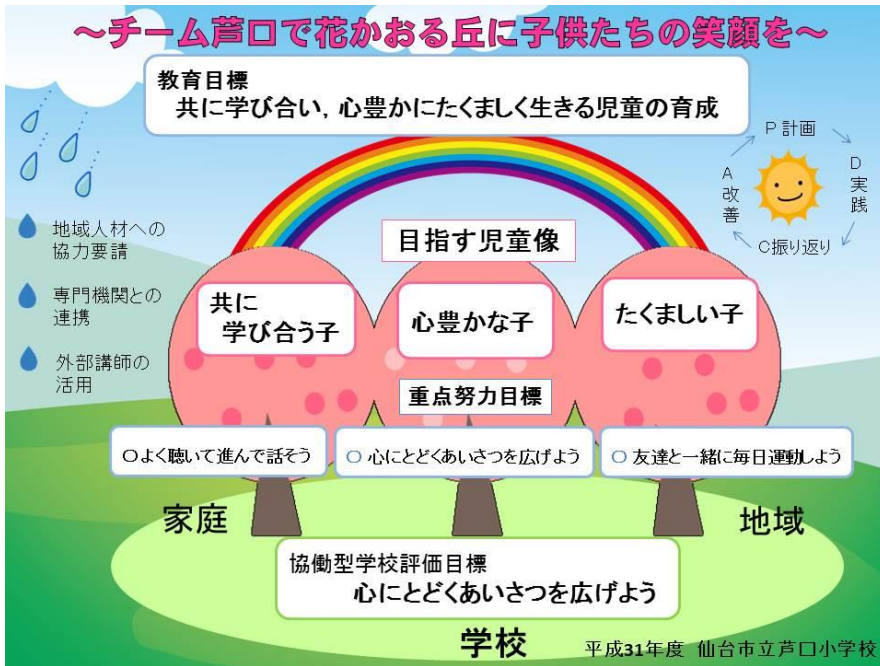 ～チーム芦口で花かおる丘に子供たちの笑顔を～
教育目標
共に学び合い，心豊かにたくましく生きる児童の育成
P 計画
D 実践
C振り返り
A 改善
地域人材への
協力要請
専門機関との
連携
外部講師の
活用
目指す児童像
共に
学び合う子
心豊かな子
たくましい子
重点努力目標
○よく聴いて進んで話そう
○ 心にとどくあいさつを広げよう
○ 友達と一緒に毎日運動しよう
家庭
地域
協働型学校評価目標
心にとどくあいさつを広げよう
学校
平成31年度 仙台市立芦口小学校